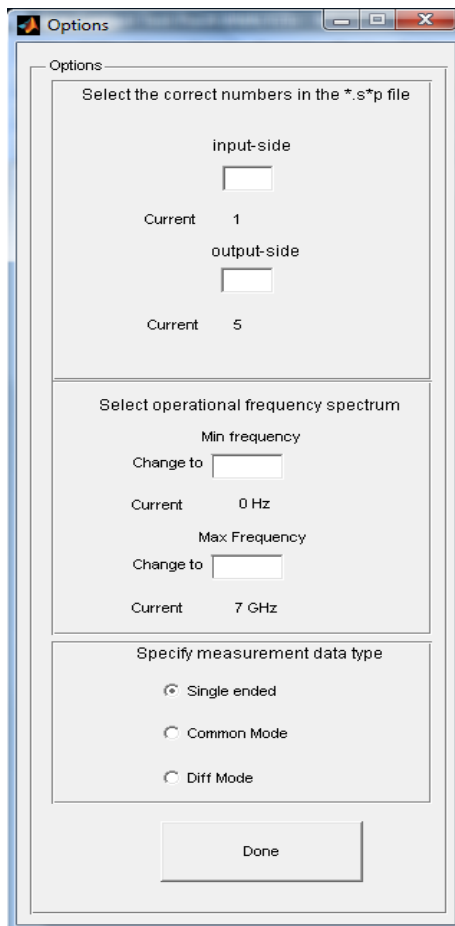 Options
Options
Select the correct numbers in the *.s*p file
input-side
Current 1
output-side
Current 5
Select operational frequency spectrum
Min frequency
Change to
Current 0 Hz
Max Frequency
Change to
Current 7 GHz
Specify measurement data type
Single ended
Common Mode
Diff Mode
Done